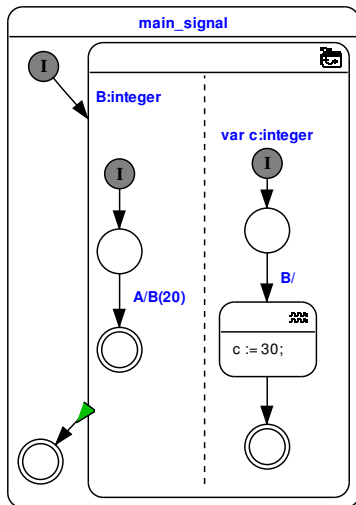 main_signal
I
B:integer
var c:integer
I
I
A/B(20)
B/
c := 30;